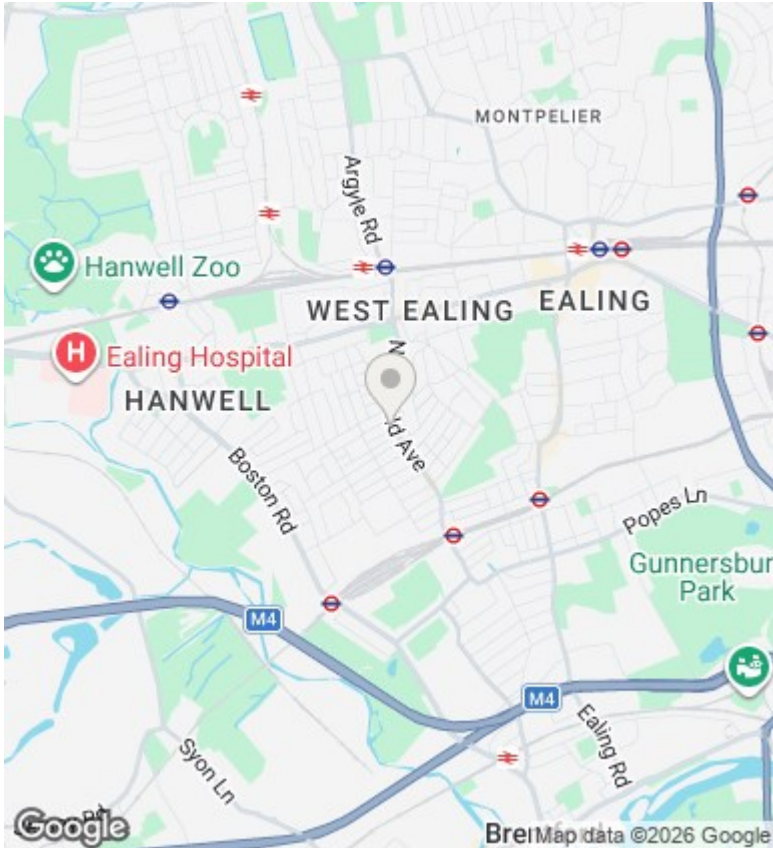 MONTPELIER
Argyle Rd
Hanwell Zoo
WEST EALING
EALING
H
Ealing Hospital
HANWELL
N
ld Ave
Boston Rd
Popes Ln
Gunnersbur
Park
M4
M4
Ealing Rd
Syon Ln
Google
Map data ©2026 Google